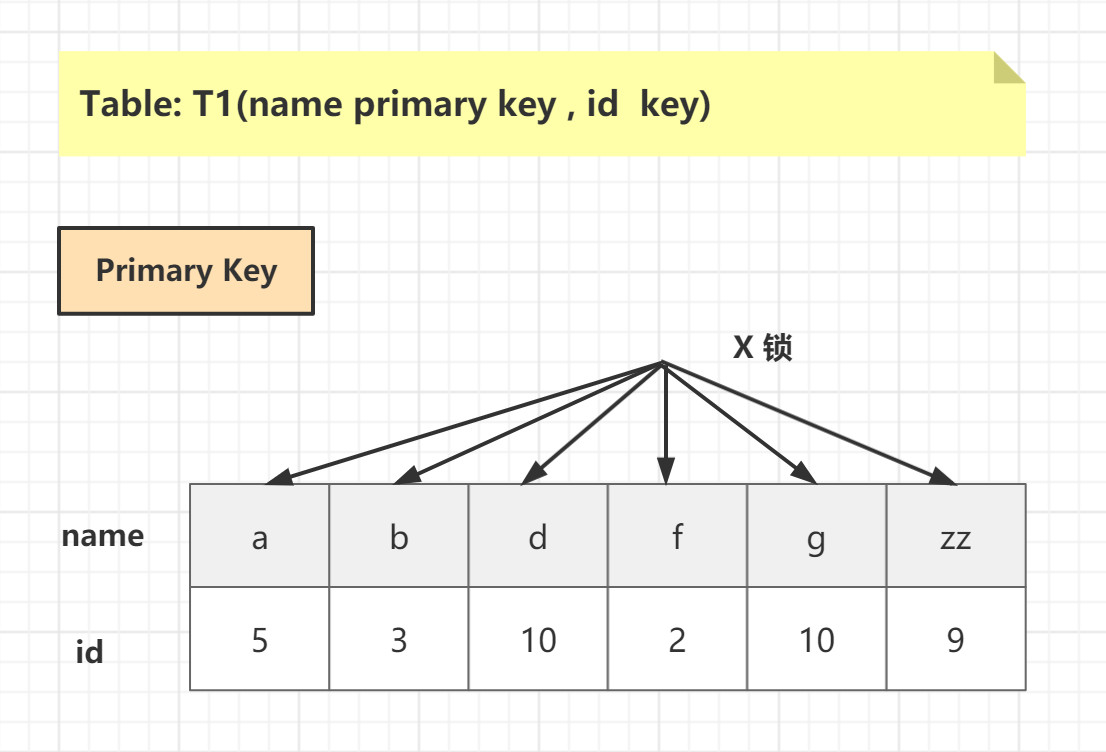 Table: T1(name primary key , id  key)
Primary Key
X 锁
name a b d f g zz
id 5 3 10 2 10 9